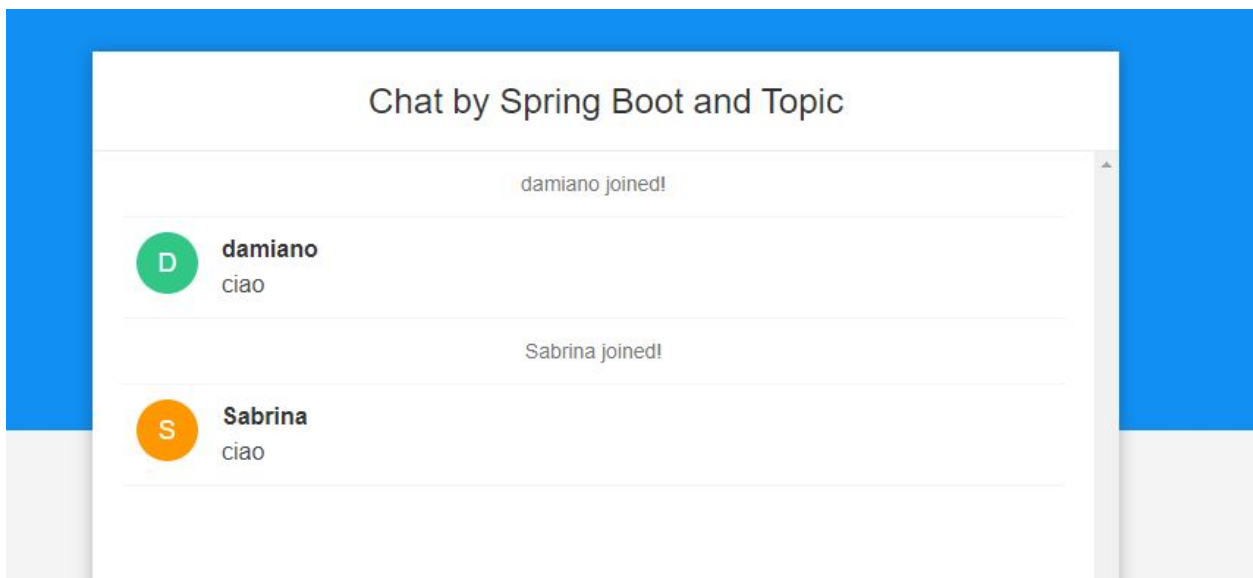 Chat by Spring Boot and Topic
damiano joined!
D
damiano
ciao
Sabrina joined!
S
Sabrina
ciao